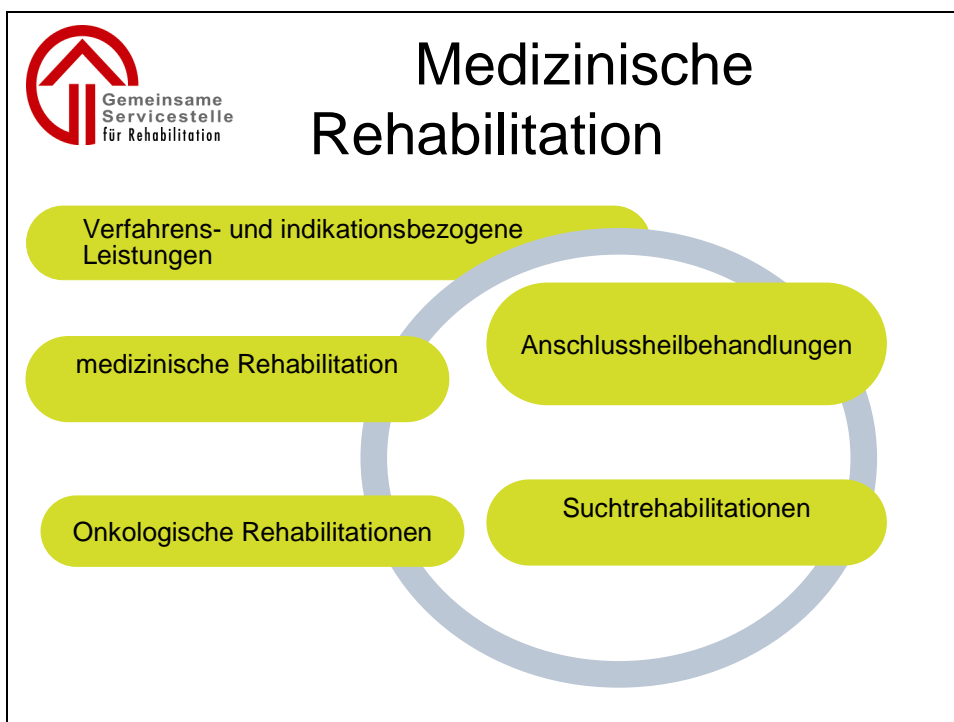 Gemeinsame
Servicestelle
für Rehabilitation
Medizinische
Rehabilitation
Verfahrens- und indikationsbezogene
Leistungen
medizinische Rehabilitation
Anschlussheilbehandlungen
Onkologische Rehabilitationen
Suchtrehabilitationen